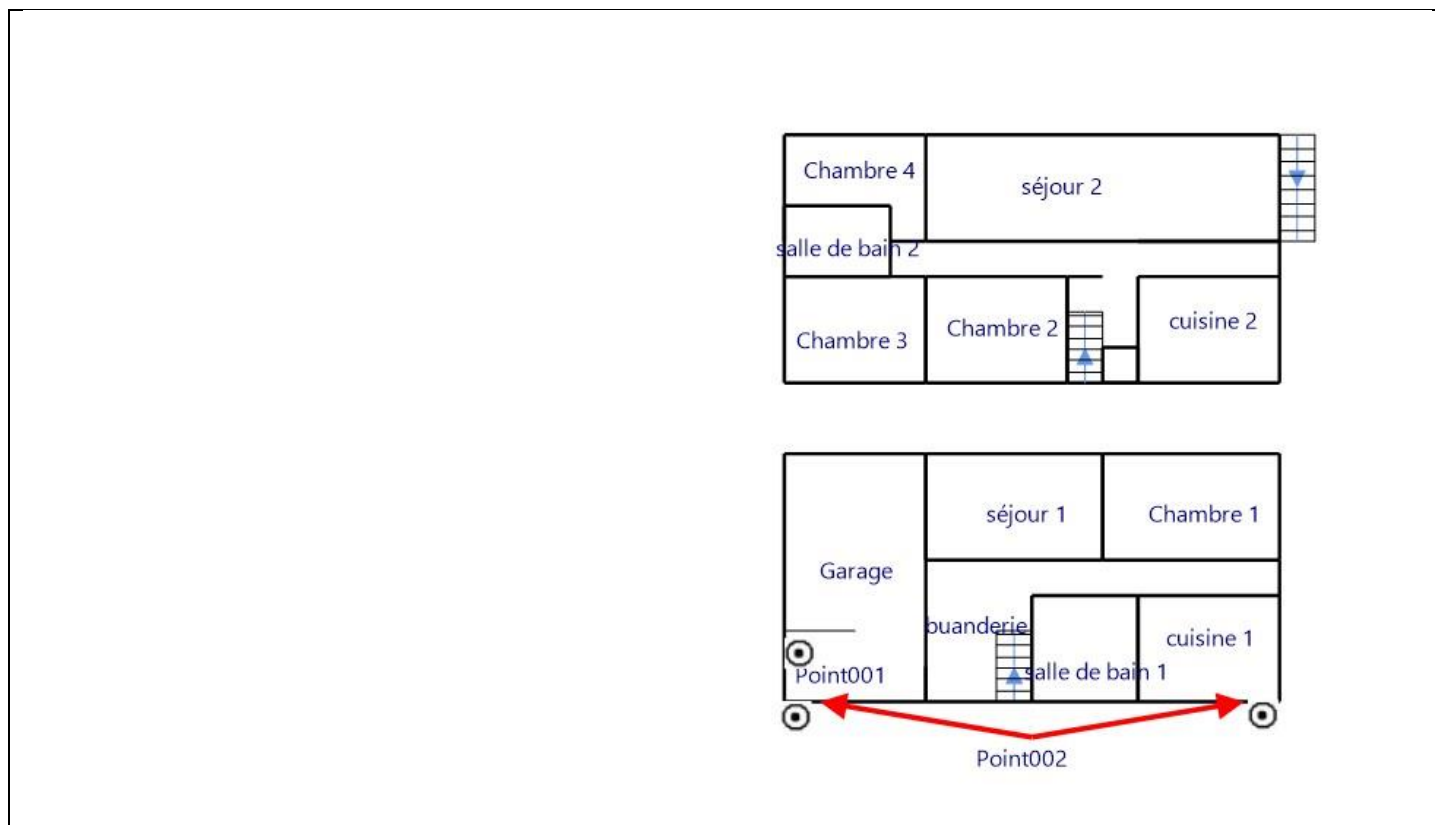 Chambre 4
séjour 2
salle de bain 2
Chambre 3
Chambre 2
cuisine 2
séjour 1
Chambre 1
Garage
buanderie
cuisine 1
Point001
salle de bain 1
Point002